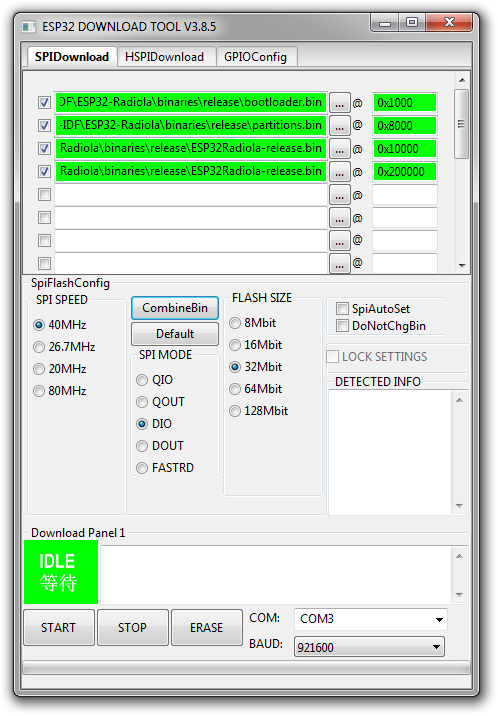 ESP32 DOWNLOAD TOOL V3.8.5
SPIDownload HSPIDownload GPIOConfig
DF\ESP32-Radiola\binaries\release\bootloader.bin ... @ 0x1000
-IDF\ESP32-Radiola\binaries\release\partitions.bin ... @ 0x8000
Radiola\binaries\release\ESP32Radiola-release.bin ... @ 0x10000
Radiola\binaries\release\ESP32Radiola-release.bin ... @ 0x200000
... @
... @
... @
... @
SpiFlashConfig
SPI SPEED
40MHz
26.7MHz
20MHz
80MHz
CombineBin
Default
SPI MODE
QIO
QOUT
DIO
DOUT
FASTRD
FLASH SIZE
8Mbit
16Mbit
32Mbit
64Mbit
128Mbit
SpiAutoSet
DoNotChgBin
LOCK SETTINGS
DETECTED INFO
Download Panel 1
IDLE
等待
START STOP ERASE
COM: COM3
BAUD: 921600